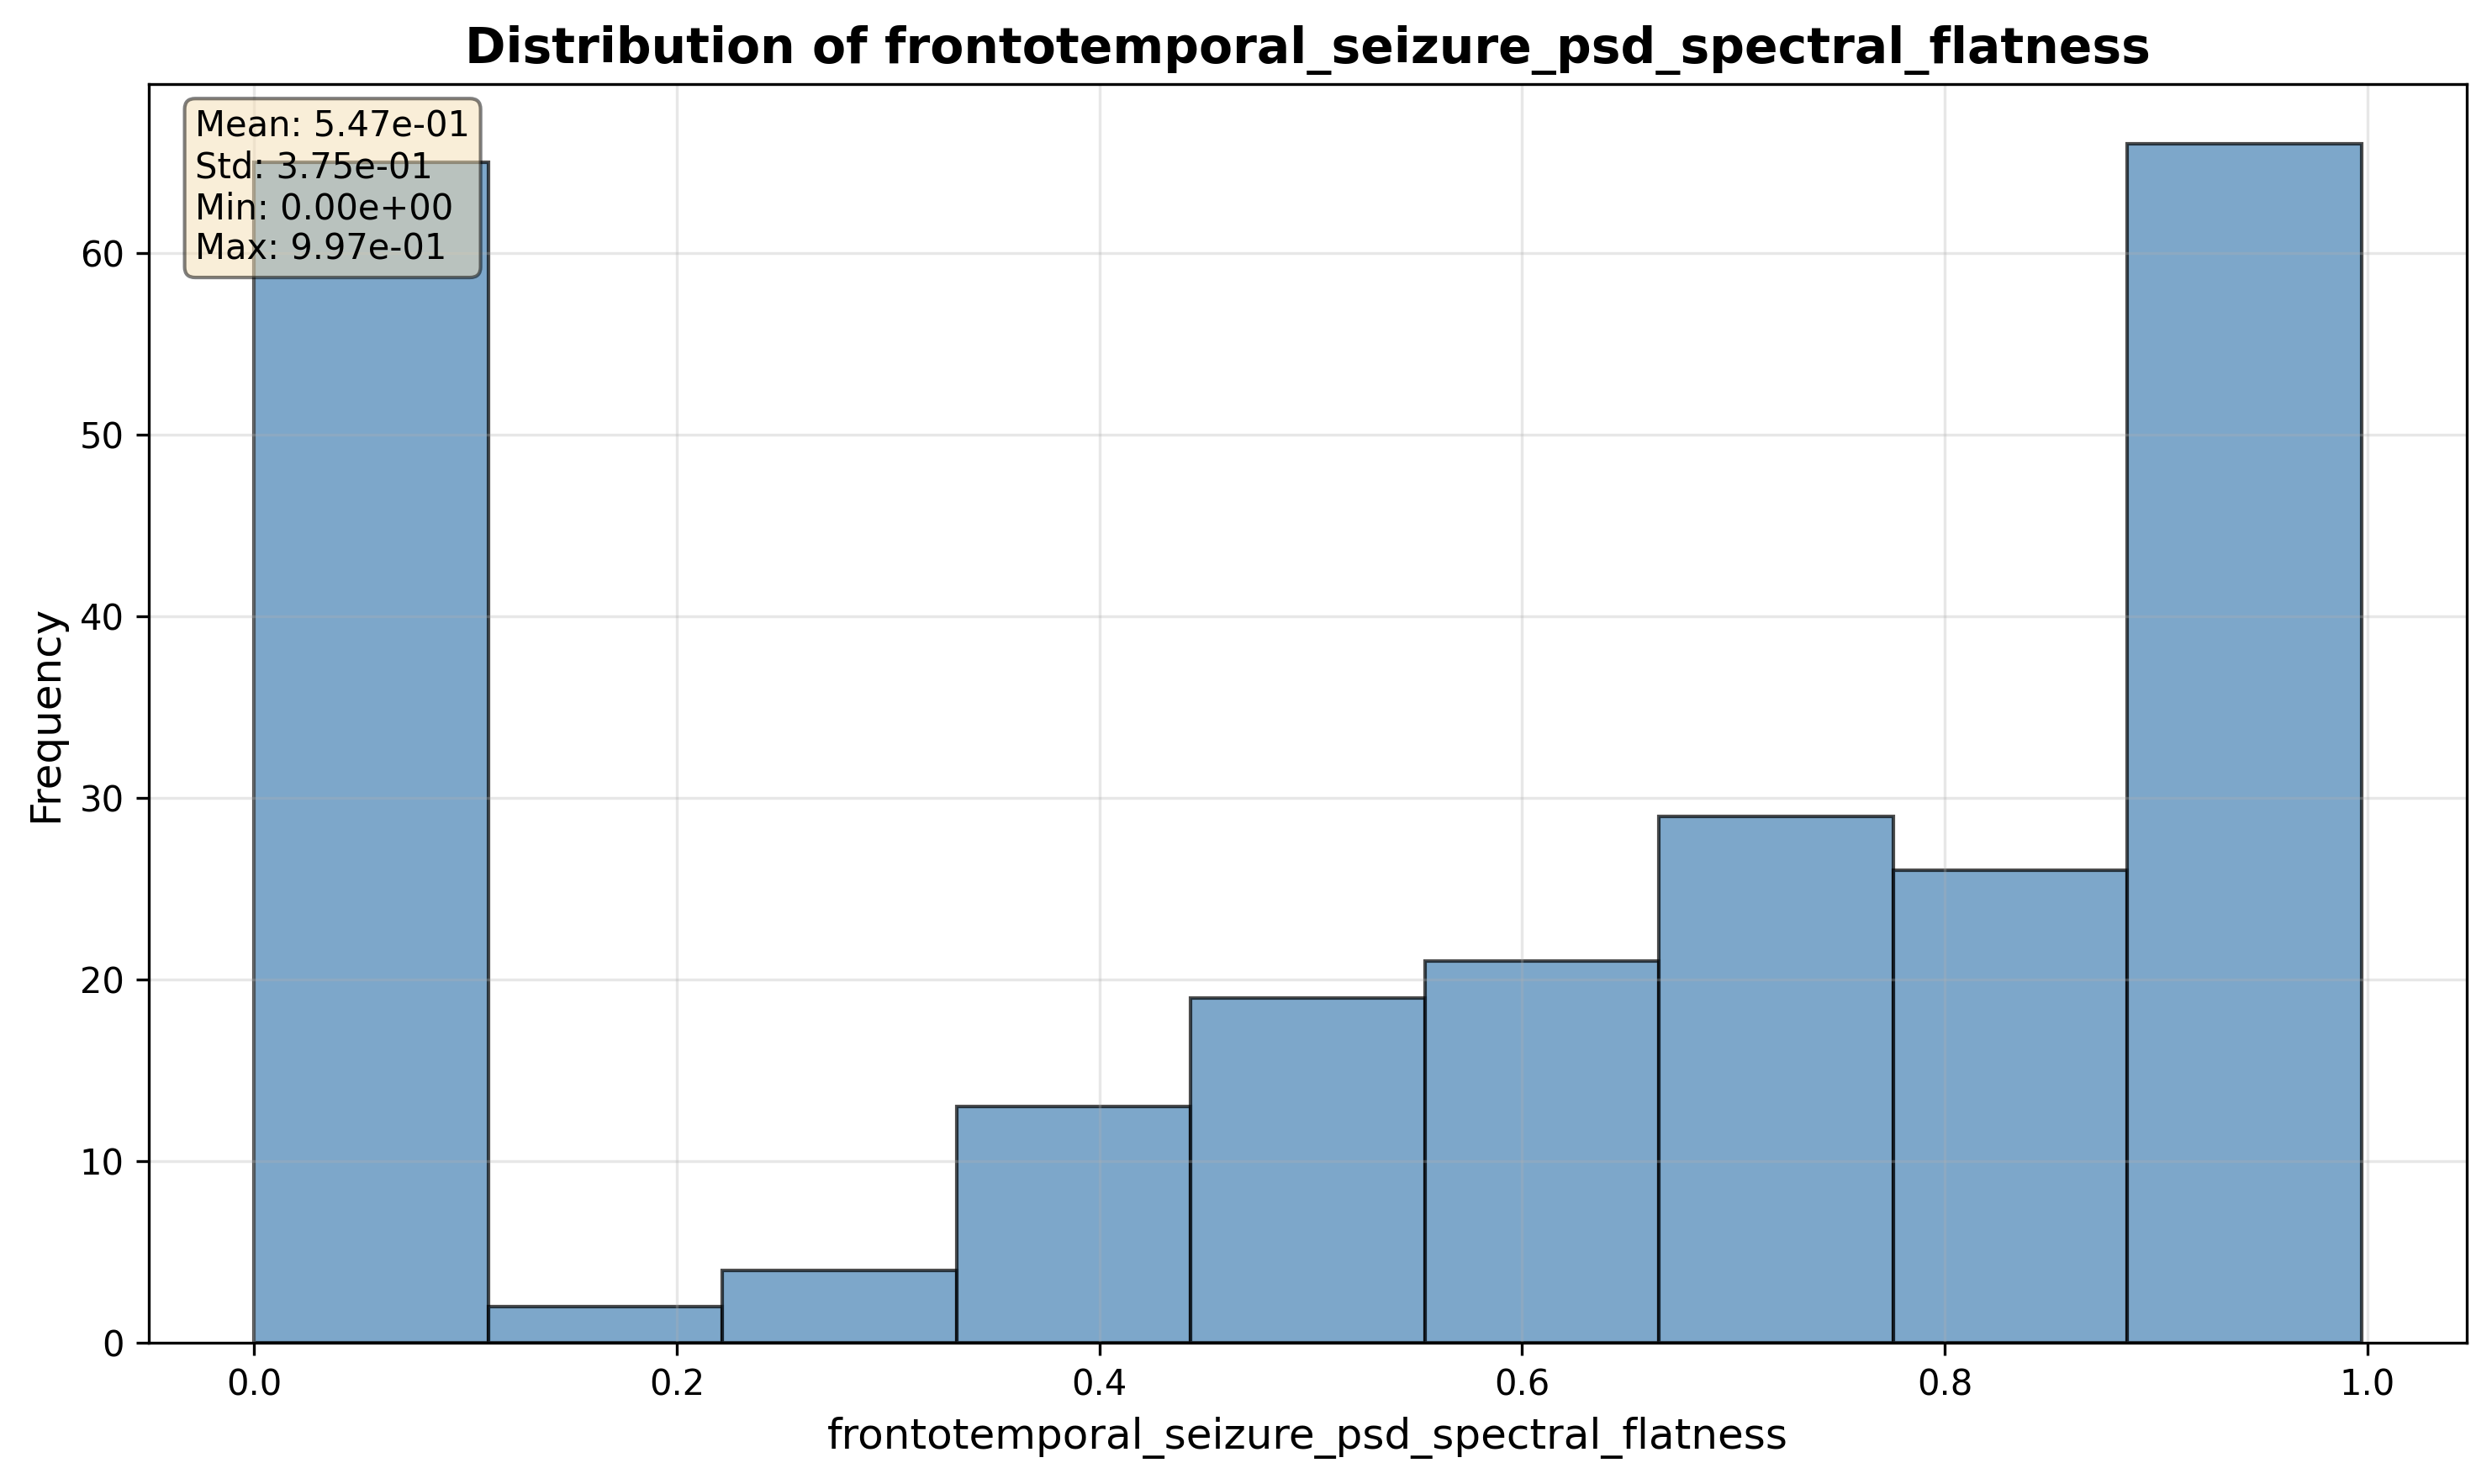 Distribution of frontotemporal_seizure_psd_spectral_flatness
Mean: 5.47e-01
Std: 3.75e-01
Min: 0.00e+00
Max: 9.97e-01
Frequency
60
50
40
30
20
10
0
0.0 0.2 0.4 0.6 0.8 1.0
frontotemporal_seizure_psd_spectral_flatness